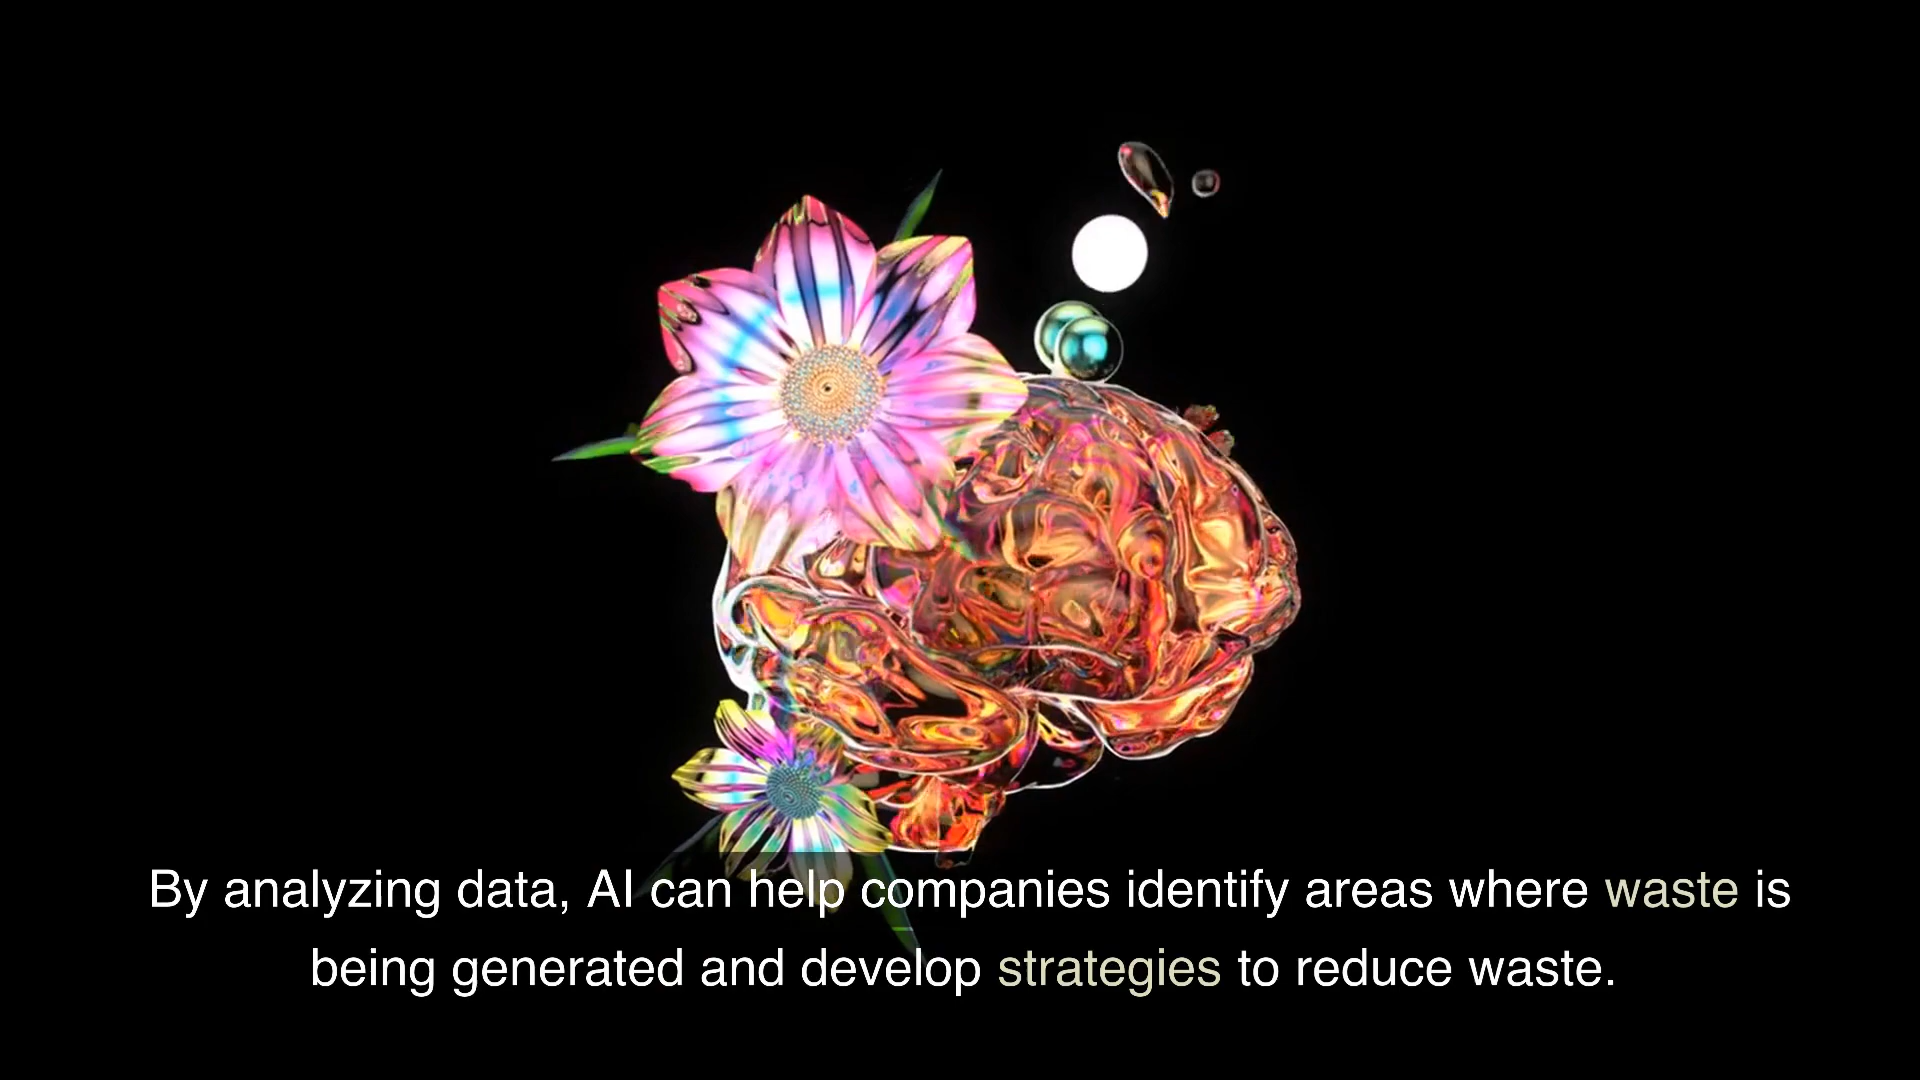 By analyzing data, AI can help companies identify areas where waste is
being generated and develop strategies to reduce waste.